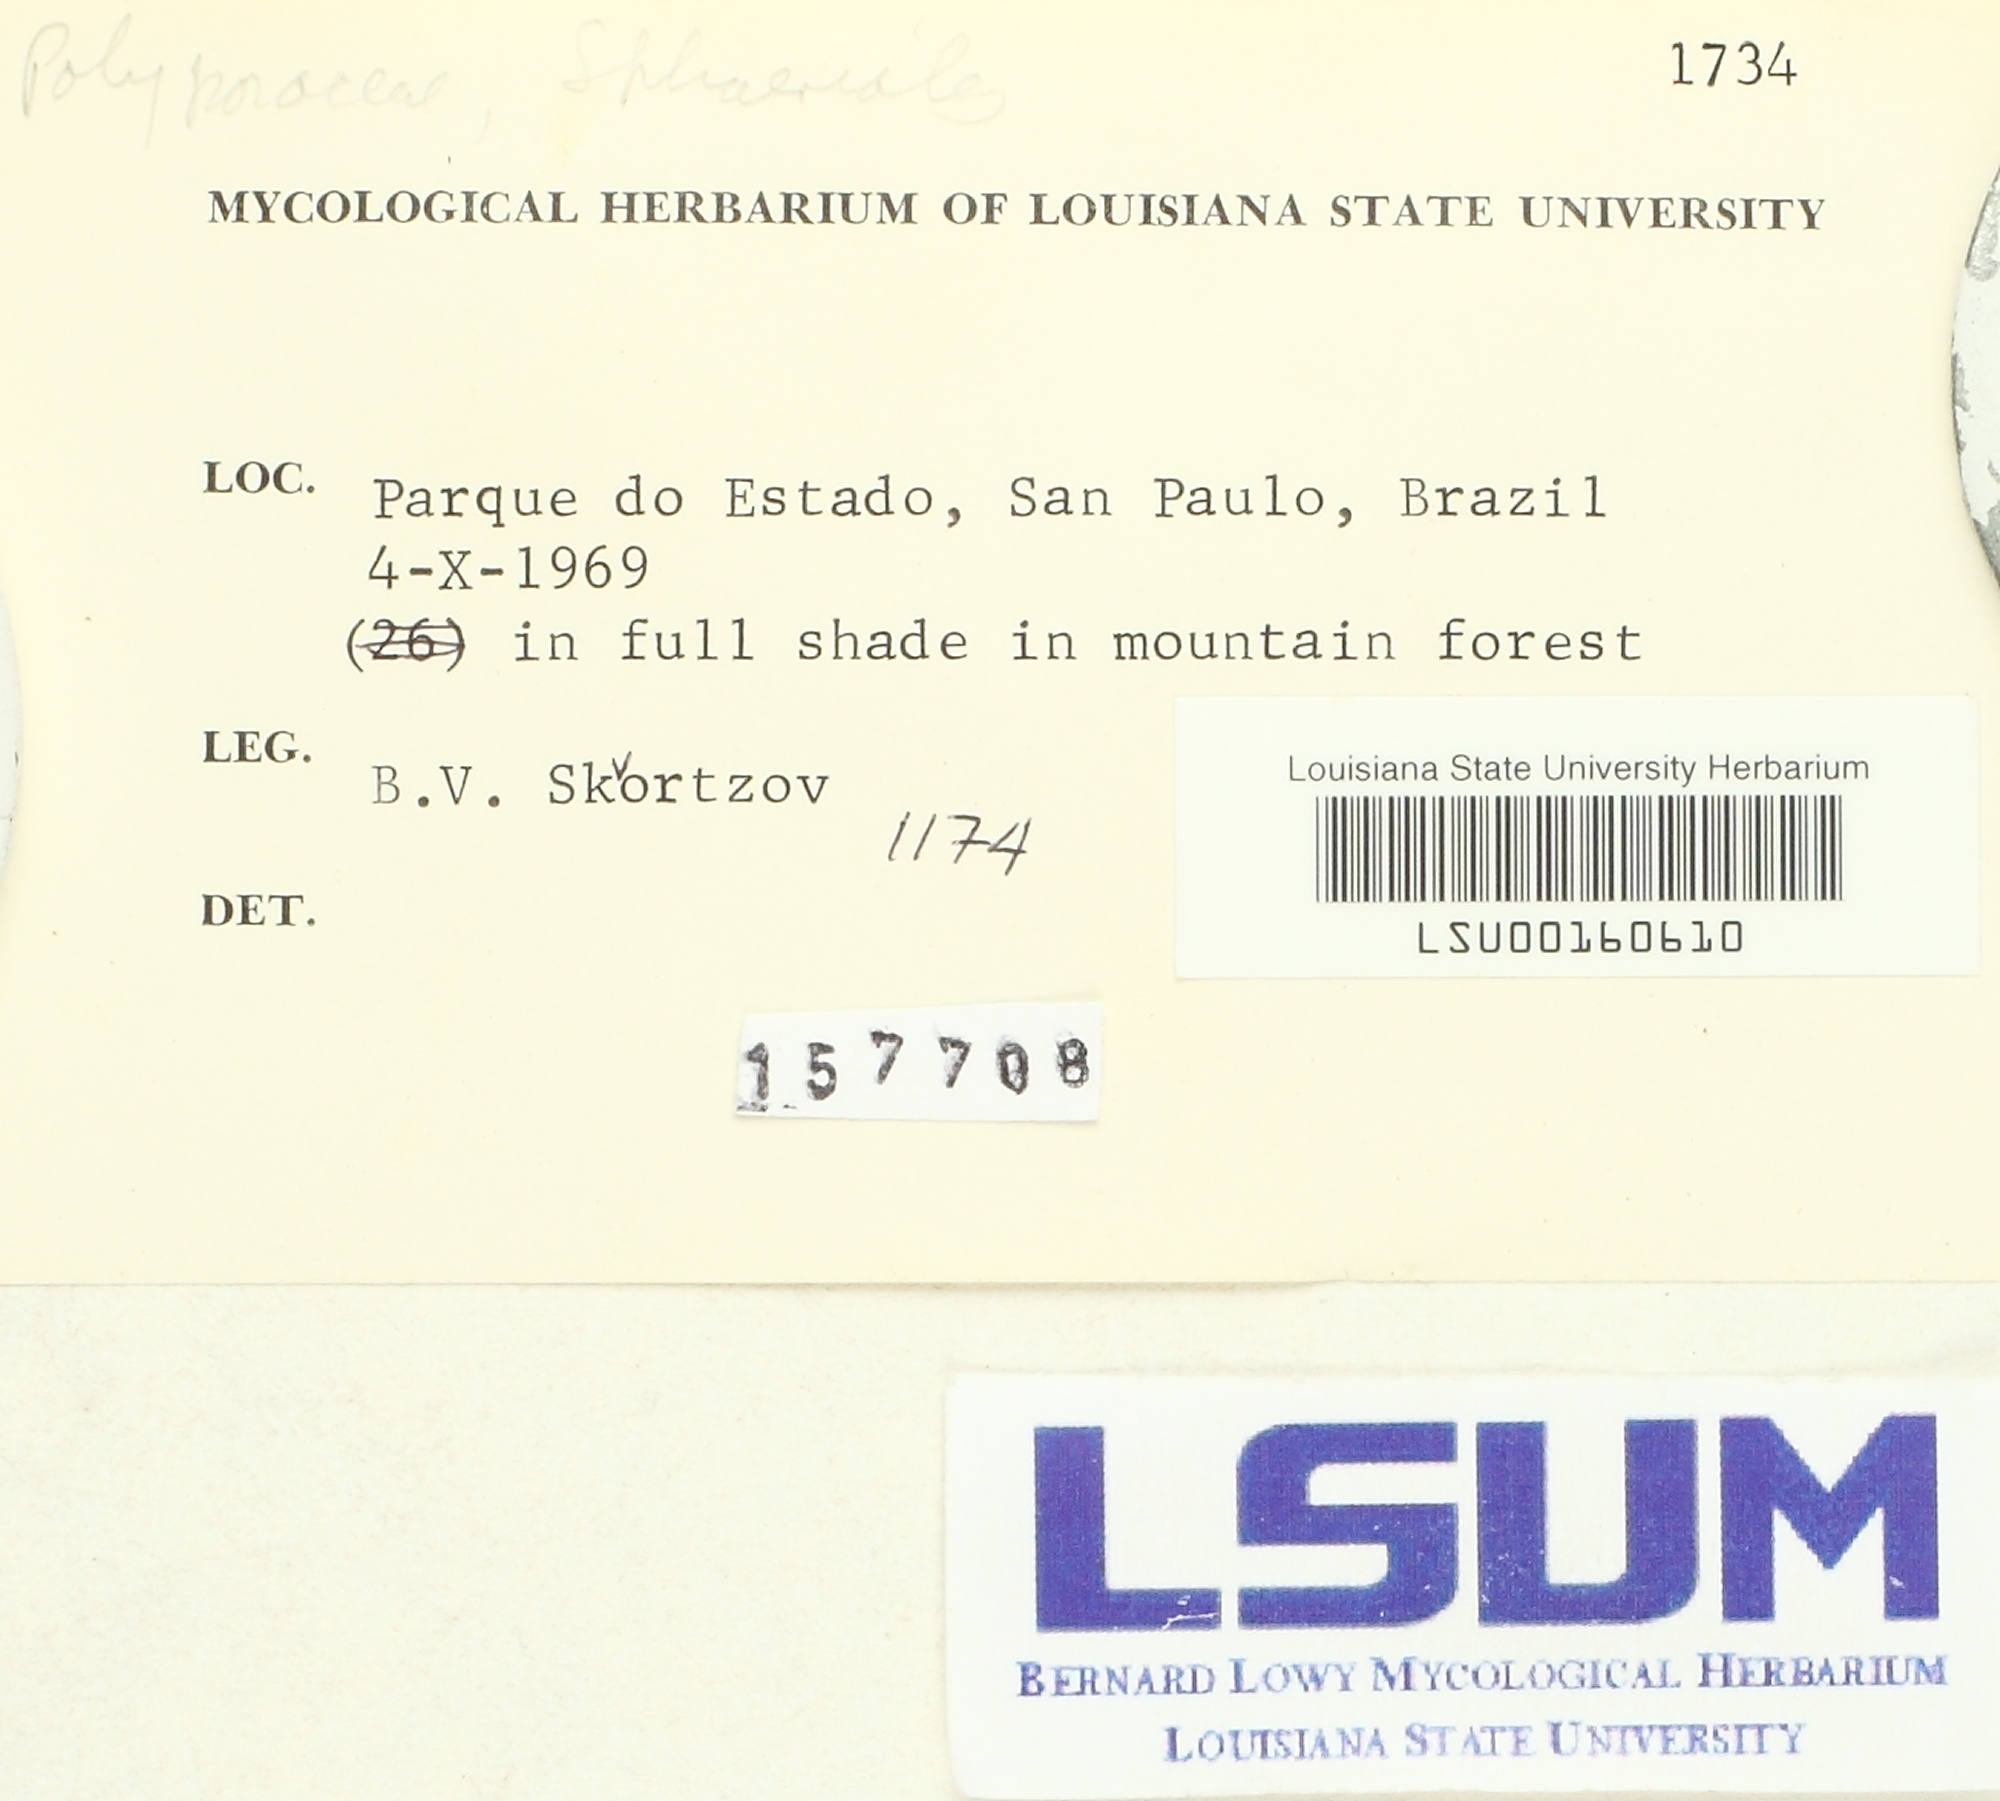 Polyporaceae, Sphaeriales
1734
MYCOLOGICAL HERBARIUM OF LOUISIANA STATE UNIVERSITY
LOC. Parque do Estado, San Paulo, Brazil
4-X-1969
(26) in full shade in mountain forest
LEG. B.V. Skvortzov
1174
Louisiana State University Herbarium
LSU00160610
DET.
157708
LSUM
BERNARD LOWY MYCOLOGICAL HERBARIUM
LOUISIANA STATE UNIVERSITY